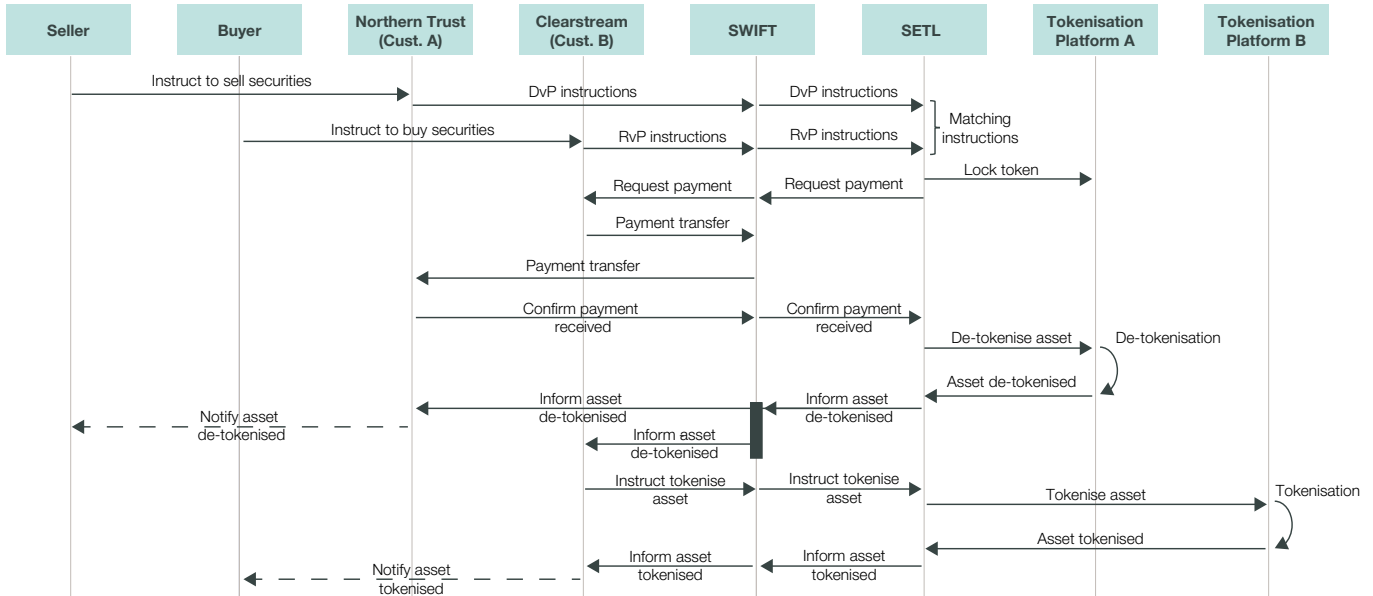 Seller
Buyer
Northern Trust
(Cust. A)
Clearstream
(Cust. B)
SWIFT
SETL
Tokenisation
Platform A
Tokenisation
Platform B
Instruct to sell securities
DvP instructions
DvP instructions
Matching
instructions
Instruct to buy securities
RvP instructions
RvP instructions
Lock token
Request payment
Request payment
Payment transfer
Payment transfer
Confirm payment
received
Confirm payment
received
De-tokenise asset
De-tokenisation
Asset de-tokenised
Inform asset
de-tokenised
Inform asset
de-tokenised
Notify asset
de-tokenised
Inform asset
de-tokenised
Instruct tokenise
asset
Instruct tokenise
asset
Tokenise asset
Tokenisation
Asset tokenised
Inform asset
tokenised
Inform asset
tokenised
Notify asset
tokenised